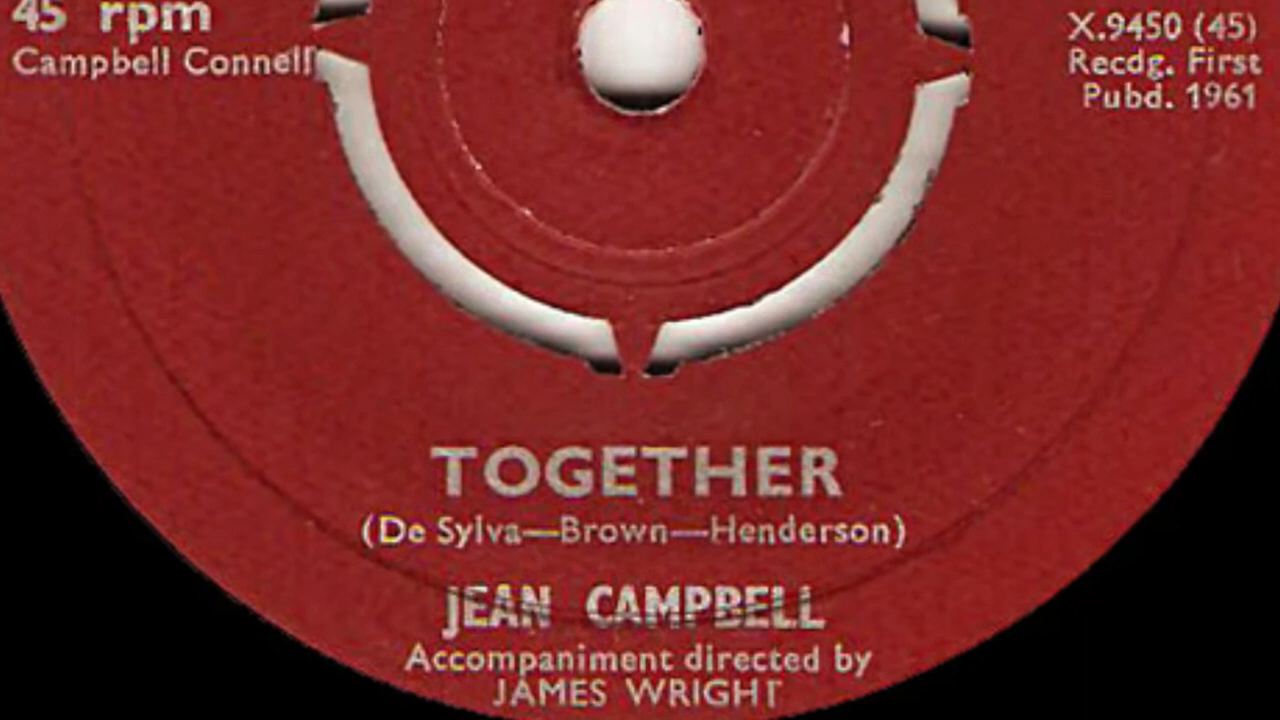 45 rpm
Campbell Connell
X.9450 (45)
Recdg. First
Pubd. 1961
TOGETHER
(De Sylva—Brown—Henderson)
JEAN CAMPBELL
Accompaniment directed by
JAMES WRIGHT